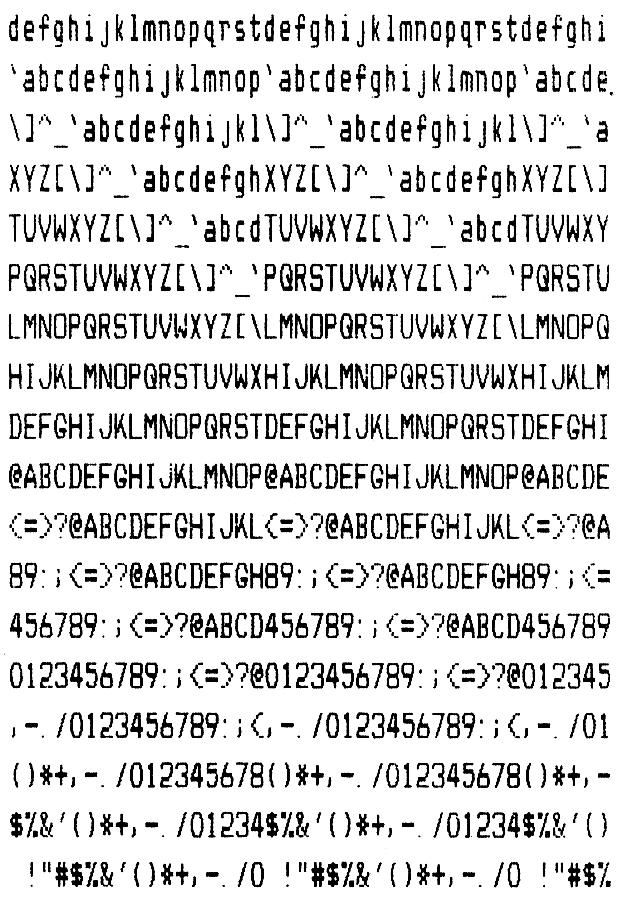 defghijklmnopqrstdefghijklmnopqrstdefghi
`abcdefghijklmnop`abcdefghijklmnop`abcde
\]^_`abcdefghijkl\]^_`abcdefghijkl\]^_`a
XYZ[\]^_`abcdefghXYZ[\]^_`abcdefghXYZ[\]
TUVWXYZ[\]^_`abcdTUVWXYZ[\]^_`abcdTUVWXY
PQRSTUVWXYZ[\]^_`PQRSTUVWXYZ[\]^_`PQRSTU
LMNOPQRSTUVWXYZ[\LMNOPQRSTUVWXYZ[\LMNOPQ
HIJKLMNOPQRSTUVWXHIJKLMNOPQRSTUVWXHIJKLM
DEFGHIJKLMNOPQRSTDEFGHIJKLMNOPQRSTDEFGHI
@ABCDEFGHIJKLMNOP@ABCDEFGHIJKLMNOP@ABCDE
<=>?@ABCDEFGHIJKL<=>?@ABCDEFGHIJKL<=>?@A
89:;<=>?@ABCDEFGH89:;<=>?@ABCDEFGH89:;<=
456789:;<=>?@ABCD456789:;<=>?@ABCD456789
0123456789:;<=>?@0123456789:;<=>?@012345
,-./0123456789:;<,-./0123456789:;<,-./01
()*+,-./012345678()*+,-./012345678()*+,-
$%&'()*+,-./01234$%&'()*+,-./01234$%&'()
 !"#$%&'()*+,-./0 !"#$%&'()*+,-./0 !"#$%